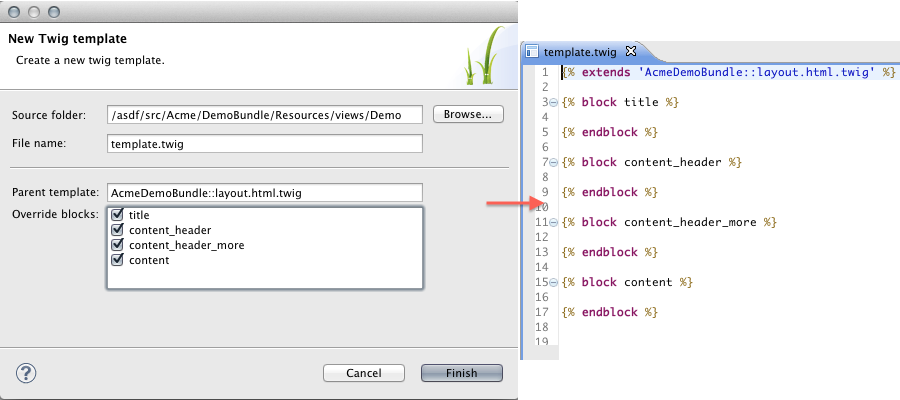 New Twig template
Create a new twig template.
Source folder: /asdf/src/Acme/DemoBundle/Resources/views/Demo Browse...
File name: template.twig
Parent template: AcmeDemoBundle::layout.html.twig
Override blocks: title
content_header
content_header_more
content
? Cancel Finish
template.twig
1 {% extends 'AcmeDemoBundle::layout.html.twig' %}
2
3 {% block title %}
4
5 {% endblock %}
6
7 {% block content_header %}
8
9 {% endblock %}
10
11 {% block content_header_more %}
12
13 {% endblock %}
14
15 {% block content %}
16
17 {% endblock %}
18
19